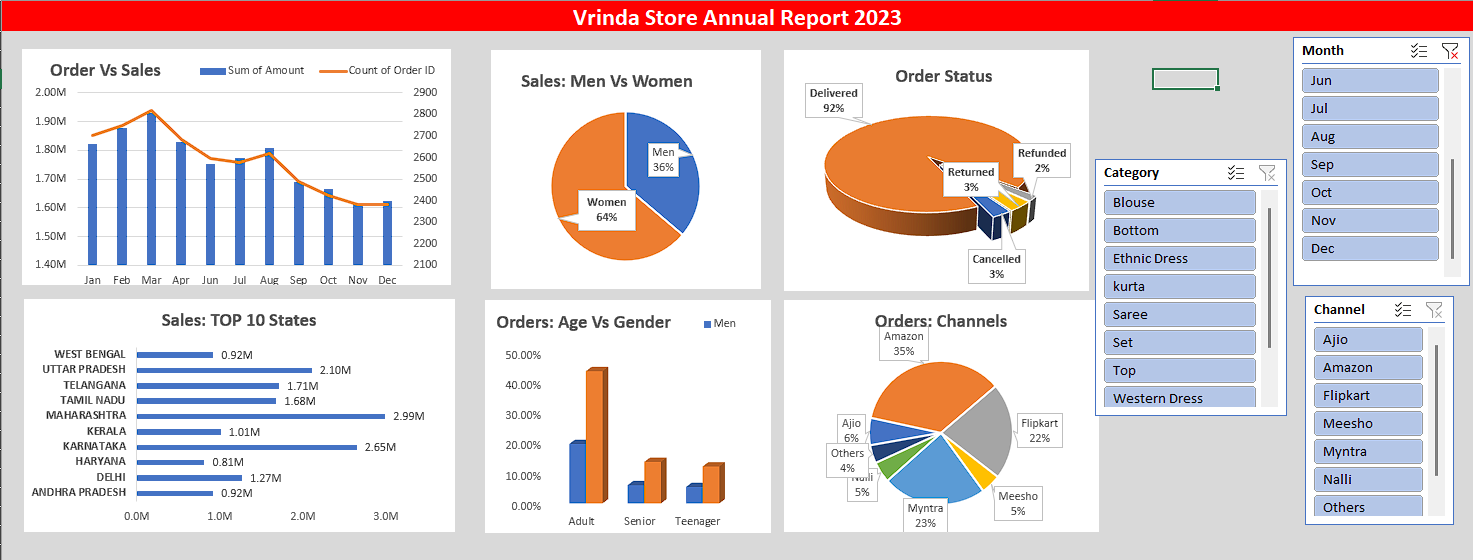 Vrinda Store Annual Report 2023
Order Vs Sales
Sum of Amount
Count of Order ID
2.00M
1.90M
1.80M
1.70M
1.60M
1.50M
1.40M
2900
2800
2700
2600
2500
2400
2300
2200
2100
Jan Feb Mar Apr Jun Jul Aug Sep Oct Nov Dec
Sales: Men Vs Women
Men
36%
Women
64%
Order Status
Delivered
92%
Refunded
2%
Returned
3%
Cancelled
3%
Month
Jun
Jul
Aug
Sep
Oct
Nov
Dec
Category
Blouse
Bottom
Ethnic Dress
kurta
Saree
Set
Top
Western Dress
Sales: TOP 10 States
WEST BENGAL 0.92M
UTTAR PRADESH 2.10M
TELANGANA 1.71M
TAMIL NADU 1.68M
MAHARASHTRA 2.99M
KERALA 1.01M
KARNATAKA 2.65M
HARYANA 0.81M
DELHI 1.27M
ANDHRA PRADESH 0.92M
0.0M 1.0M 2.0M 3.0M
Orders: Age Vs Gender
Men
50.00%
40.00%
30.00%
20.00%
10.00%
0.00%
Adult Senior Teenager
Orders: Channels
Amazon
35%
Flipkart
22%
Ajio
6%
Others
4%
Nalli
5%
Meesho
5%
Myntra
23%
Channel
Ajio
Amazon
Flipkart
Meesho
Myntra
Nalli
Others